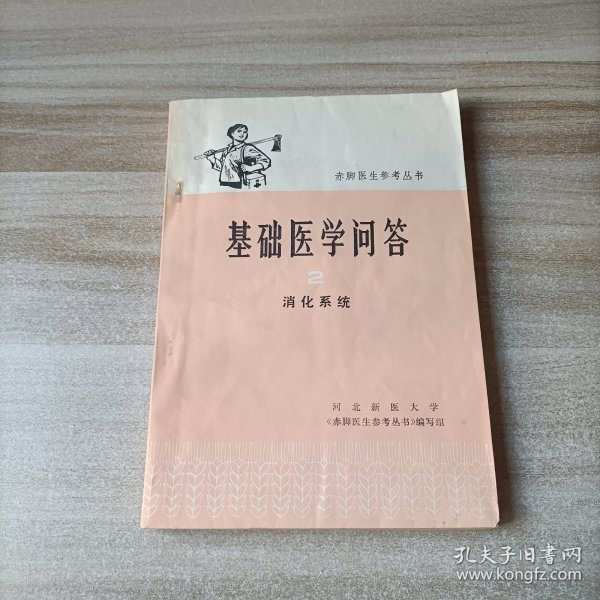 赤脚医生参考丛书
基础医学问答
2
消化系统
河北新医大学
《赤脚医生参考丛书》编写组
孔夫子旧书网
www.kongfz.com